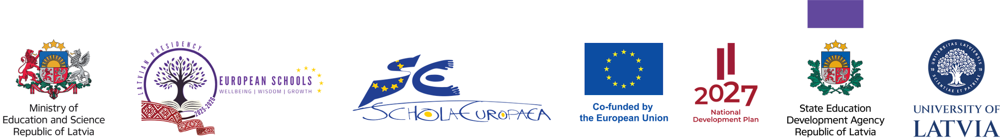 Ministry of
Education and Science
Republic of Latvia
LATVIAN PRESIDENCY
EUROPEAN SCHOOLS
WELLBEING | WISDOM | GROWTH
2025-2026
SCHOLA EUROPAEA
Co-funded by
the European Union
2027
National
Development Plan
State Education
Development Agency
Republic of Latvia
UNIVERSITAS LATVIENSIS
19 19
SCIENTIAE ET PATRIAE
UNIVERSITY OF
LATVIA